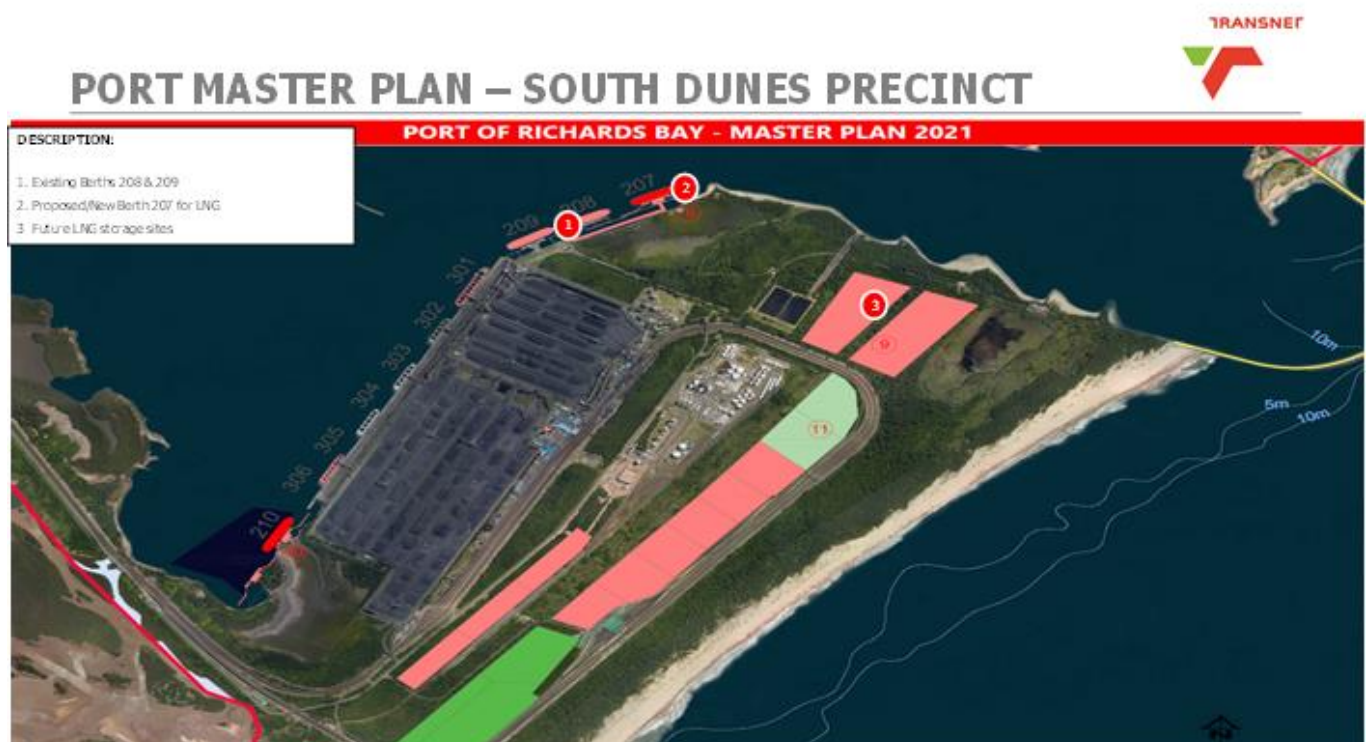 TRANSNET
PORT MASTER PLAN – SOUTH DUNES PRECINCT
PORT OF RICHARDS BAY - MASTER PLAN 2021
DESCRIPTION:
1. Existing Berths 208 & 209
2. Proposed/New Berth 207 for LNG
3 Future LNG storage sites
207
2
208
1
209
301
302
303
304
305
306
210
3
9
11
10m
5m
10m